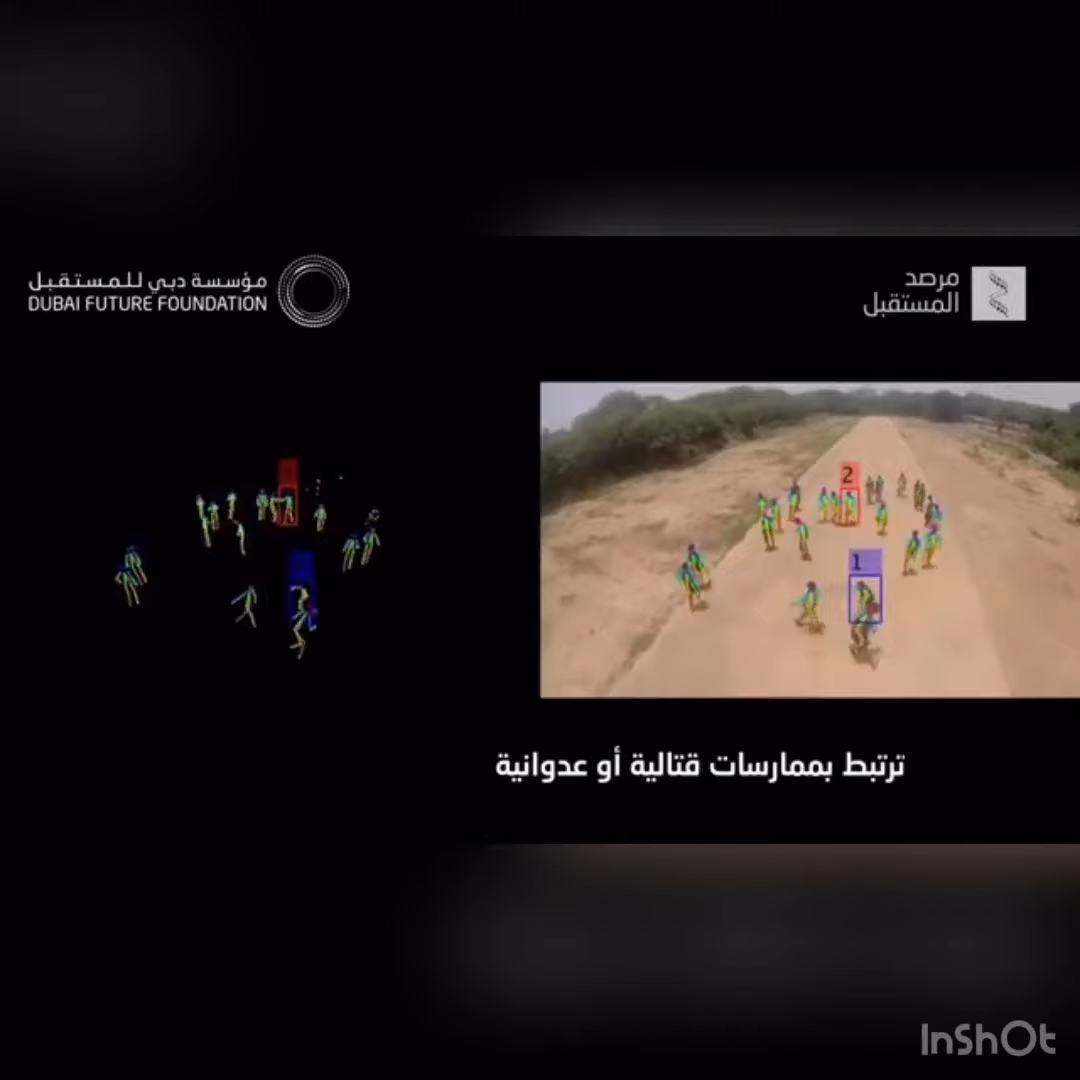 مؤسسة دبي للمستقبل
DUBAI FUTURE FOUNDATION
مرصد
المستقبل
2
1
ترتبط بممارسات قتالية أو عدوانية
InShOt